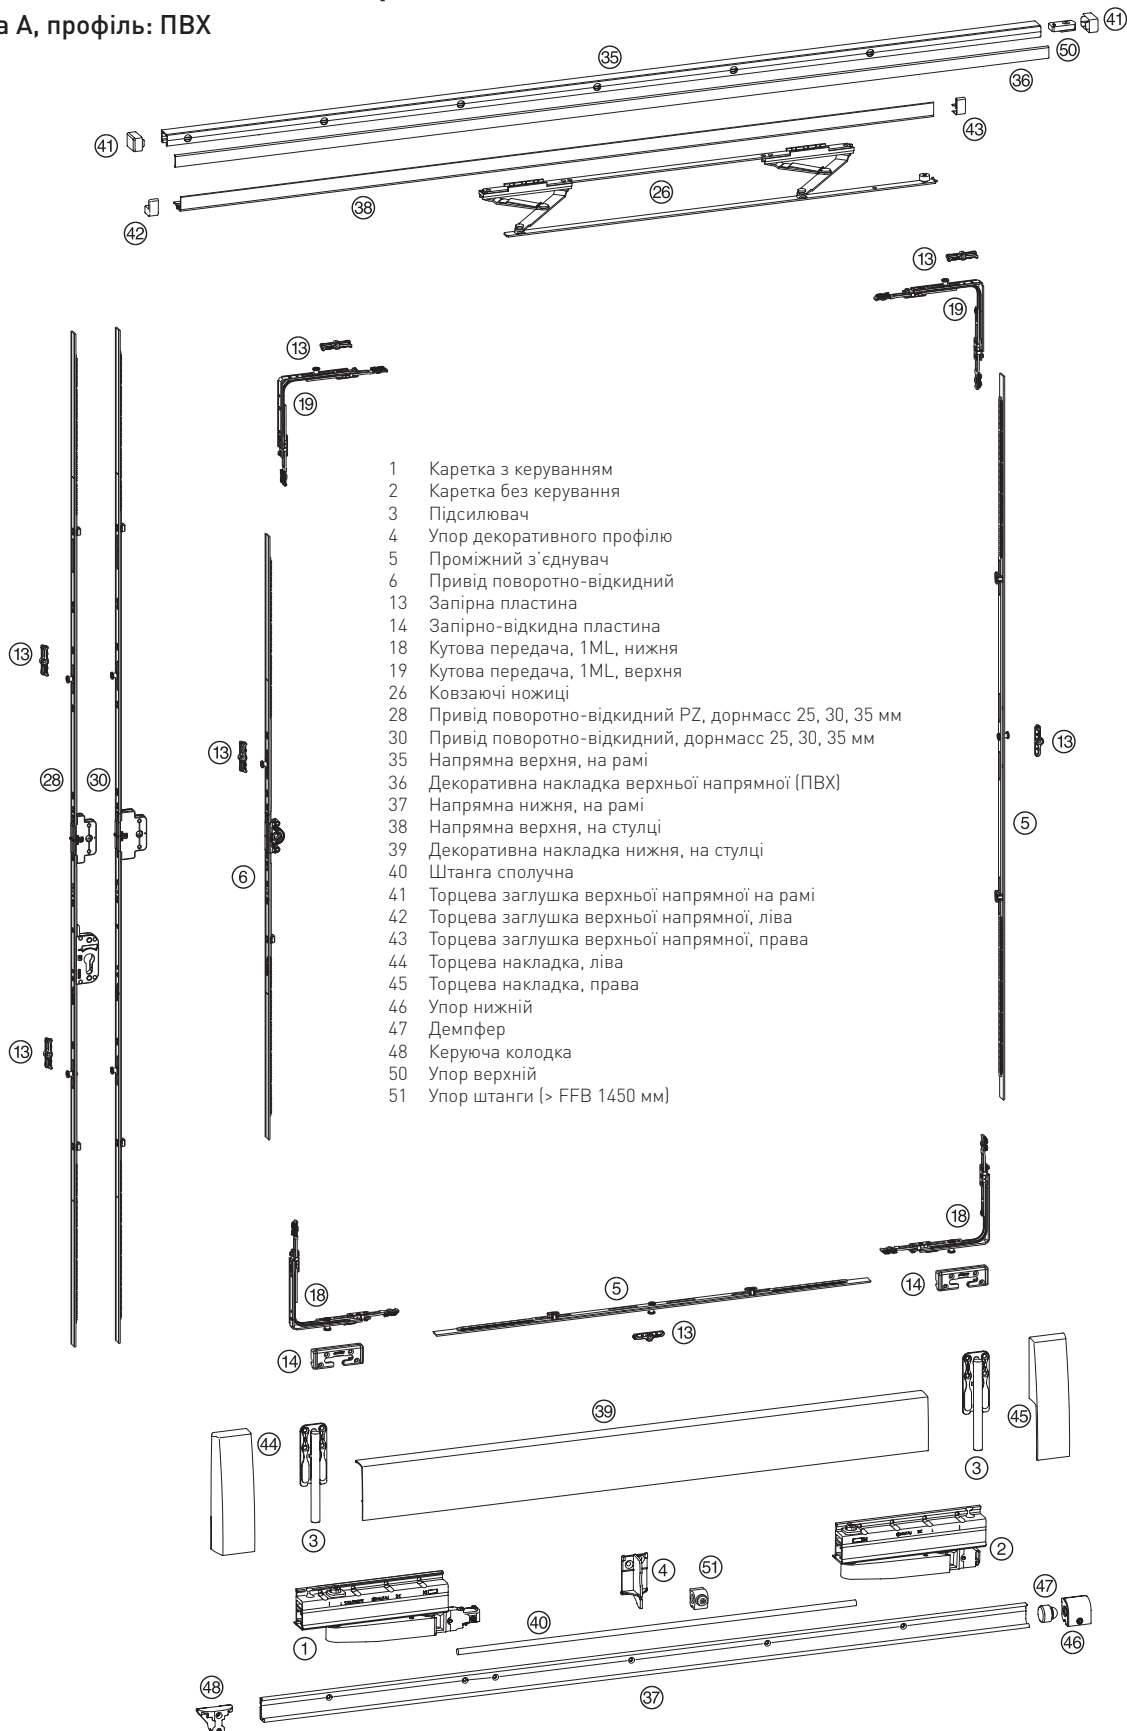 а А, профіль: ПВХ
41
50
35
36
41
43
38
26
42
13
19
13
19
1 Каретка з керуванням
2 Каретка без керування
3 Підсилювач
4 Упор декоративного профілю
5 Проміжний з'єднувач
6 Привід поворотно-відкидний
13 Запірна пластина
14 Запірно-відкидна пластина
18 Кутова передача, 1ML, нижня
19 Кутова передача, 1ML, верхня
26 Ковзаючі ножиці
28 Привід поворотно-відкидний PZ, дорнмасс 25, 30, 35 мм
30 Привід поворотно-відкидний, дорнмасс 25, 30, 35 мм
35 Напрямна верхня, на рамі
36 Декоративна накладка верхньої напрямної (ПВХ)
37 Напрямна нижня, на рамі
38 Напрямна верхня, на стулці
39 Декоративна накладка нижня, на стулці
40 Штанга сполучна
41 Торцева заглушка верхньої напрямної на рамі
42 Торцева заглушка верхньої напрямної, ліва
43 Торцева заглушка верхньої напрямної, права
44 Торцева накладка, ліва
45 Торцева накладка, права
46 Упор нижній
47 Демпфер
48 Керуюча колодка
50 Упор верхній
51 Упор штанги (> FFB 1450 мм)
13
13
13
28
30
5
6
13
18
14
18
5
13
14
39
45
44
3
3
2
4
51
47
1
40
46
48
37